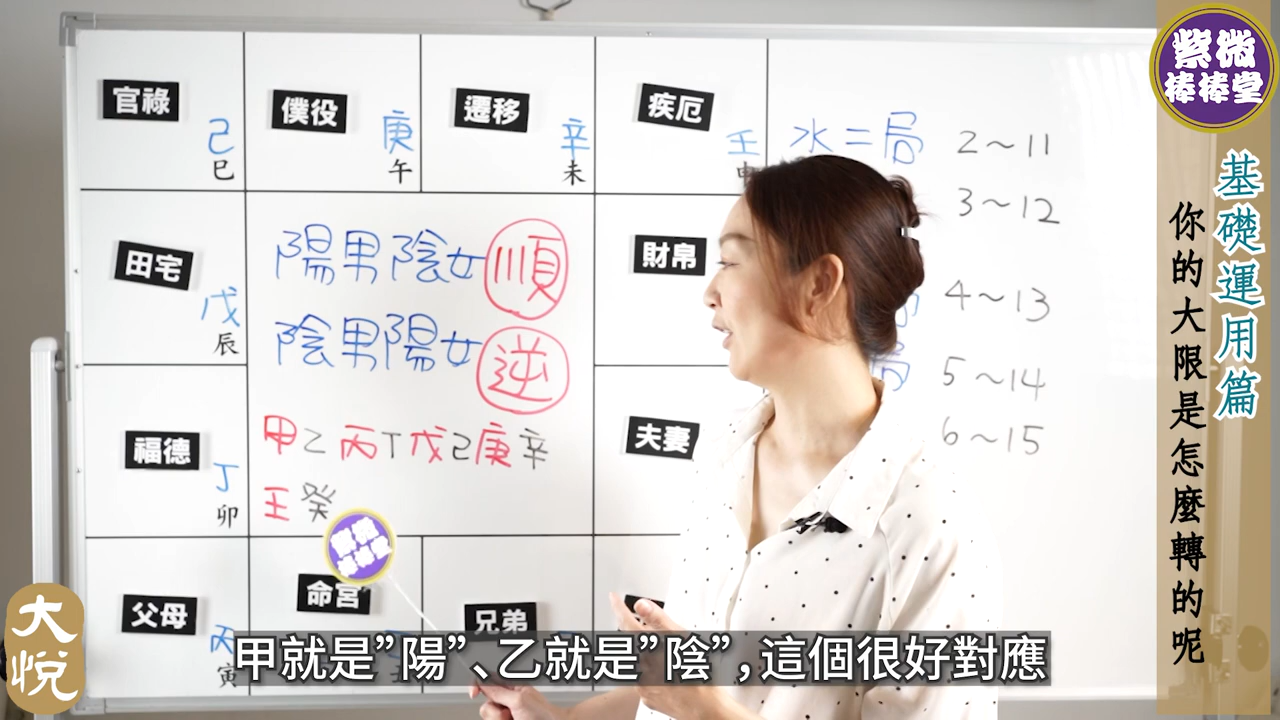 紫微
棒棒堂
基礎運用篇
你的大限是怎麼轉的呢
官祿
己
巳
僕役
庚
午
遷移
辛
未
疾厄
壬
水二局 2～11
3～12
4～13
局 5～14
6～15
田宅
戊
辰
陽男陰女 順
陰男陽女 逆
甲乙丙丁戊己庚辛
壬癸
財帛
福德
丁
卯
夫妻
父母
丙
寅
命宮
兄弟
甲就是”陽”、乙就是”陰”，這個很好對應
大悅